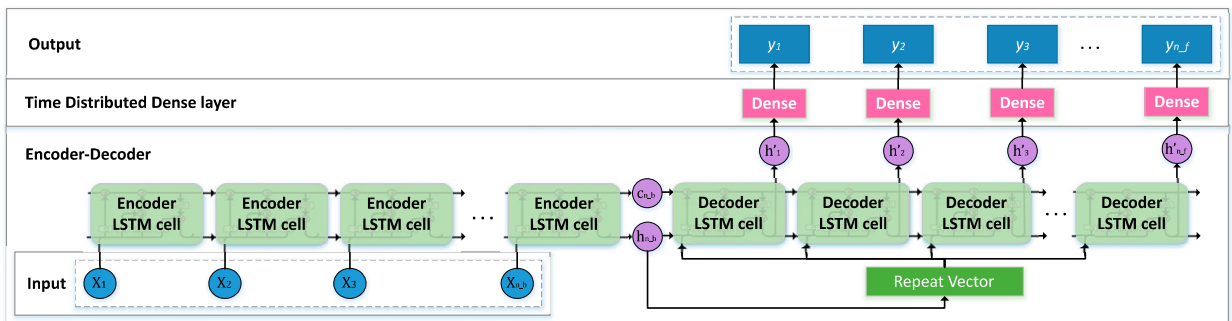 Output
y1 y2 y3 ... yn_f
Time Distributed Dense layer
Dense Dense Dense Dense
Encoder-Decoder
h'1 h'2 h'3 h'n_f
cn_b
Encoder LSTM cell
Encoder LSTM cell
Encoder LSTM cell
...
Encoder LSTM cell
Decoder LSTM cell
Decoder LSTM cell
Decoder LSTM cell
...
Decoder LSTM cell
hn_b
Input
X1 X2 X3 Xn_b
Repeat Vector